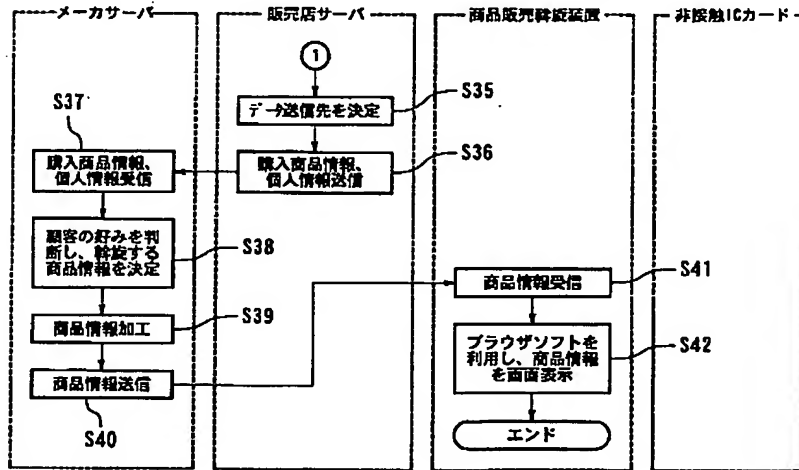 メーカサーバ
販売店サーバ
商品販売斡旋装置
非接触ICカード
1
データ送信先を決定
S35
購入商品情報、
個人情報送信
S36
S37
購入商品情報、
個人情報受信
顧客の好みを判
断し、斡旋する
商品情報を決定
S38
商品情報加工
S39
商品情報送信
S40
商品情報受信
S41
ブラウザソフトを
利用し、商品情報
を画面表示
S42
エンド